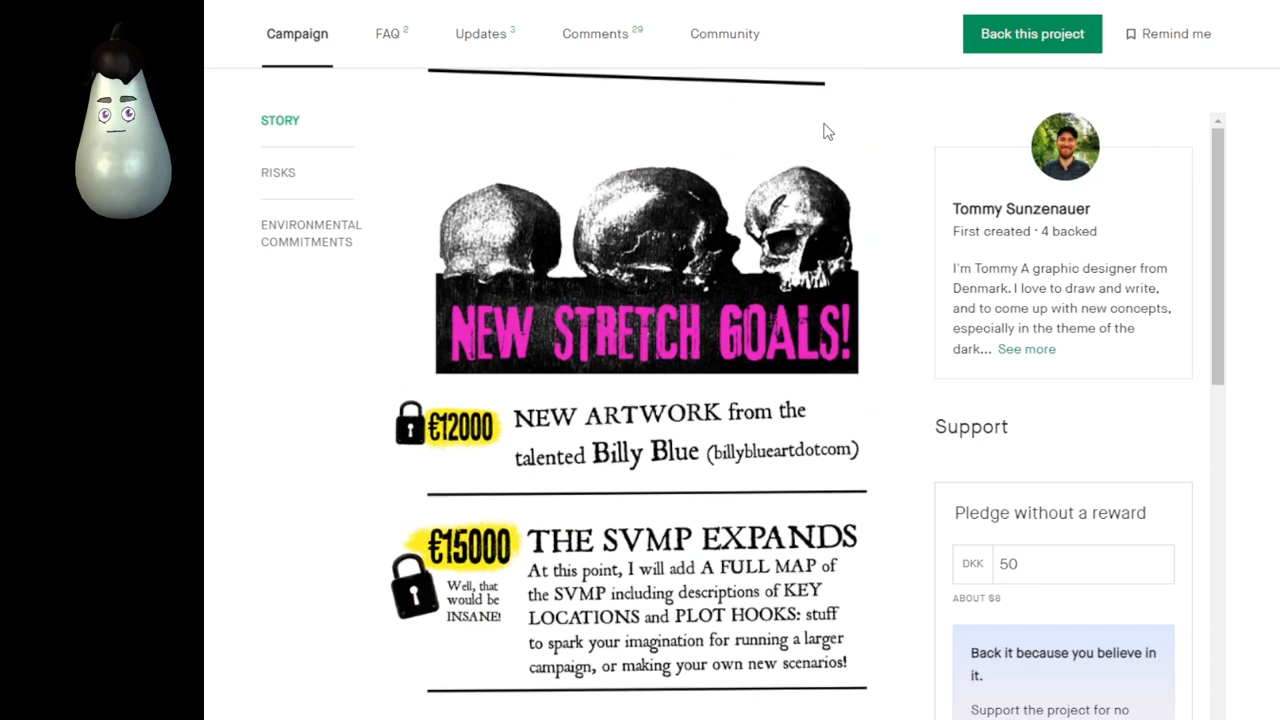 Campaign
FAQ 2
Updates 3
Comments 29
Community
Back this project
Remind me
STORY
RISKS
ENVIRONMENTAL
COMMITMENTS
NEW STRETCH GOALS!
€12000
NEW ARTWORK from the
talented Billy Blue (billyblueartdotcom)
€15000
Well, that
would be
INSANE!
THE SVMP EXPANDS
At this point, I will add A FULL MAP of
the SVMP including descriptions of KEY
LOCATIONS and PLOT HOOKS: stuff
to spark your imagination for running a larger
campaign, or making your own new scenarios!
Tommy Sunzenauer
First created · 4 backed
I'm Tommy A graphic designer from
Denmark. I love to draw and write,
and to come up with new concepts,
especially in the theme of the
dark... See more
Support
Pledge without a reward
DKK 50
ABOUT $8
Back it because you believe in
it.
Support the project for no